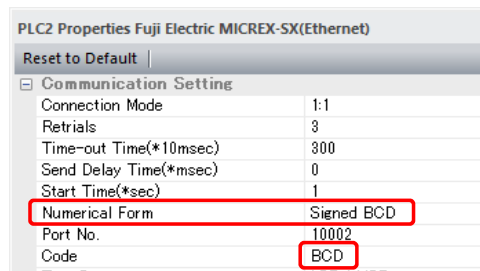 PLC2 Properties Fuji Electric MICREX-SX(Ethernet)
Reset to Default
Communication Setting
Connection Mode 1:1
Retrials 3
Time-out Time(*10msec) 300
Send Delay Time(*msec) 0
Start Time(*sec) 1
Numerical Form Signed BCD
Port No. 10002
Code BCD